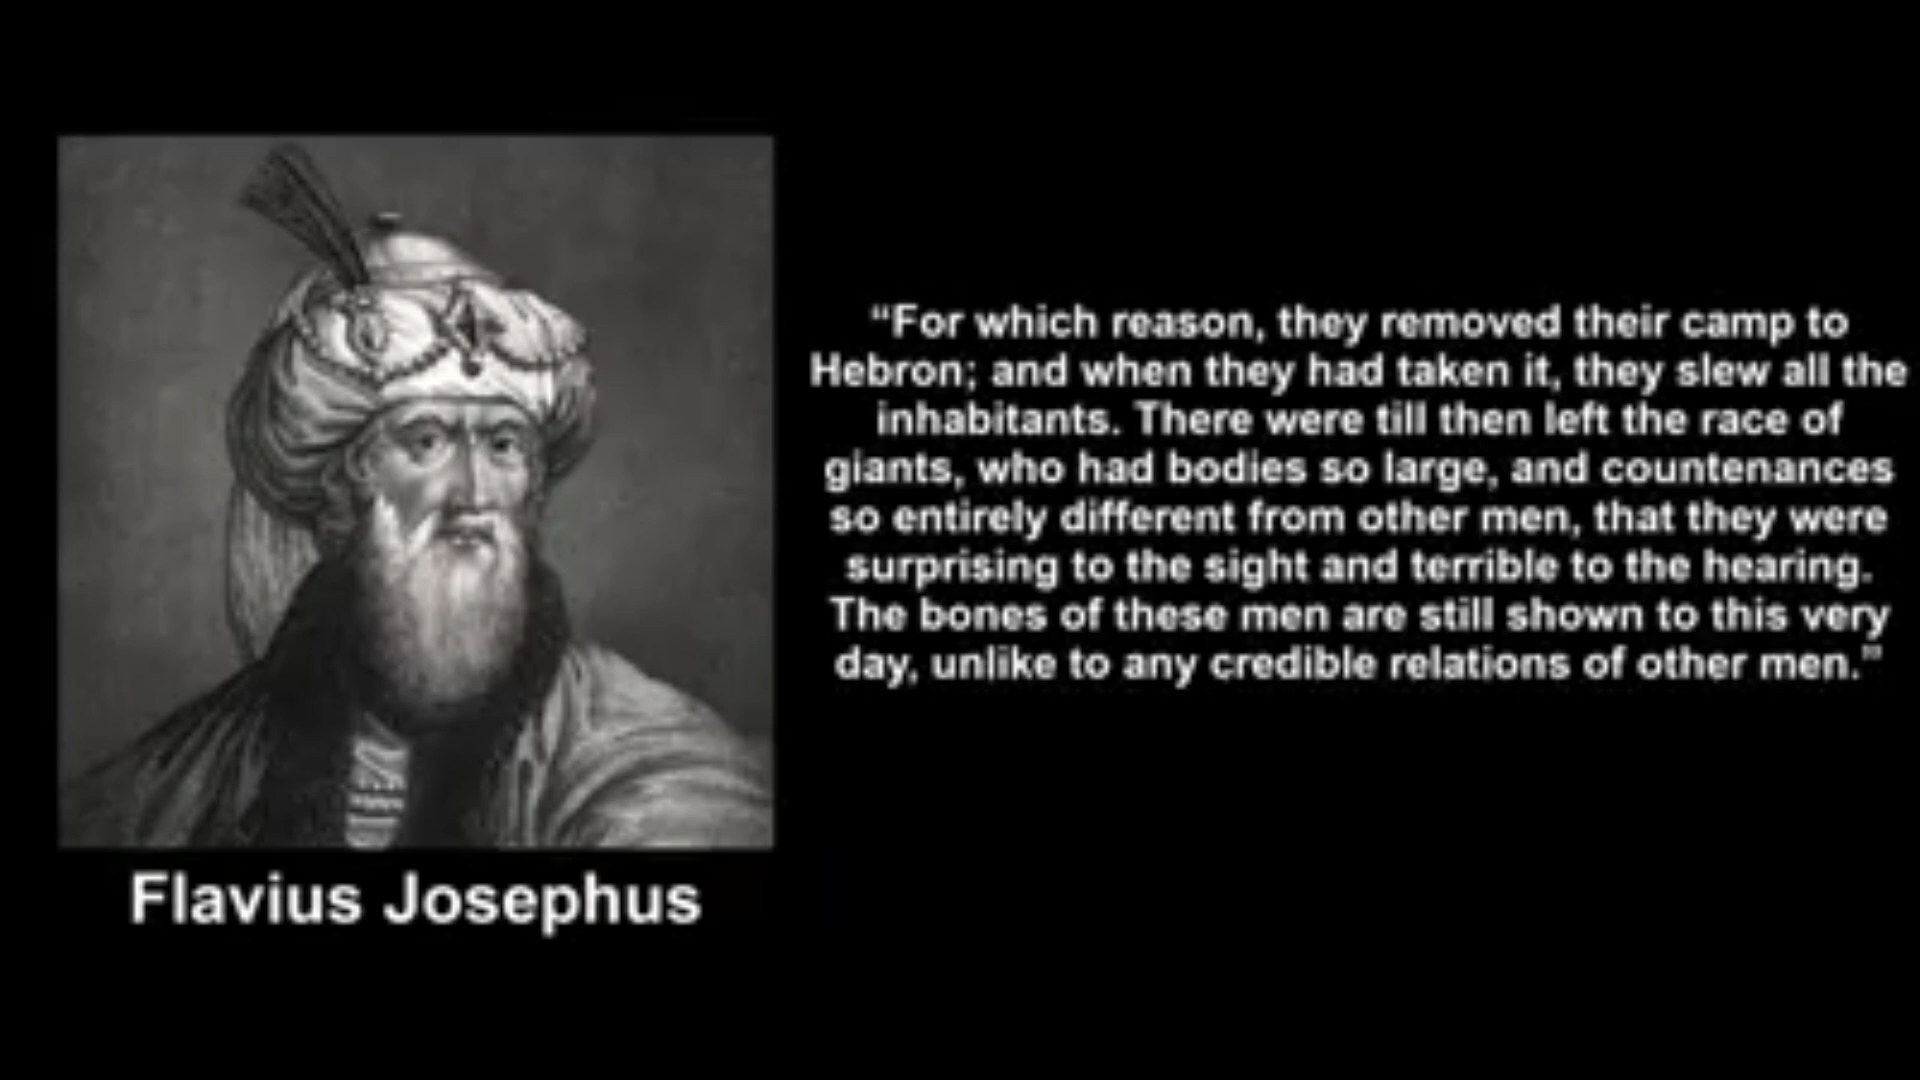 “For which reason, they removed their camp to
Hebron; and when they had taken it, they slew all the
inhabitants. There were till then left the race of
giants, who had bodies so large, and countenances
so entirely different from other men, that they were
surprising to the sight and terrible to the hearing.
The bones of these men are still shown to this very
day, unlike to any credible relations of other men.”
Flavius Josephus